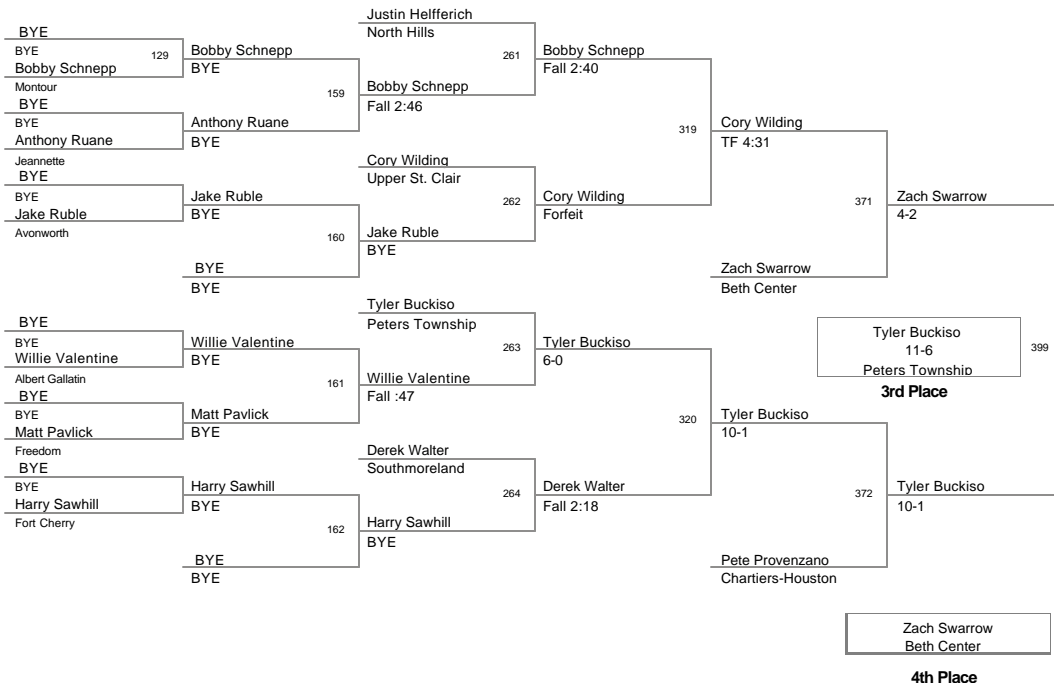 Justin Helfferich
North Hills
BYE
BYE
Bobby Schnepp
Montour
129
Bobby Schnepp
BYE
261
Bobby Schnepp
Fall 2:40
159
Bobby Schnepp
Fall 2:46
BYE
BYE
Anthony Ruane
Jeannette
Anthony Ruane
BYE
319
Cory Wilding
TF 4:31
Cory Wilding
Upper St. Clair
BYE
BYE
Jake Ruble
Avonworth
Jake Ruble
BYE
262
Cory Wilding
Forfeit
371
Zach Swarrow
4-2
160
Jake Ruble
BYE
BYE
BYE
Zach Swarrow
Beth Center
Tyler Buckiso
Peters Township
BYE
BYE
Willie Valentine
Albert Gallatin
Willie Valentine
BYE
263
Tyler Buckiso
6-0
Tyler Buckiso
11-6
Peters Township
399
3rd Place
161
Willie Valentine
Fall :47
BYE
BYE
Matt Pavlick
Freedom
Matt Pavlick
BYE
320
Tyler Buckiso
10-1
Derek Walter
Southmoreland
BYE
BYE
Harry Sawhill
Fort Cherry
Harry Sawhill
BYE
264
Derek Walter
Fall 2:18
372
Tyler Buckiso
10-1
162
Harry Sawhill
BYE
BYE
BYE
Pete Provenzano
Chartiers-Houston
Zach Swarrow
Beth Center
4th Place